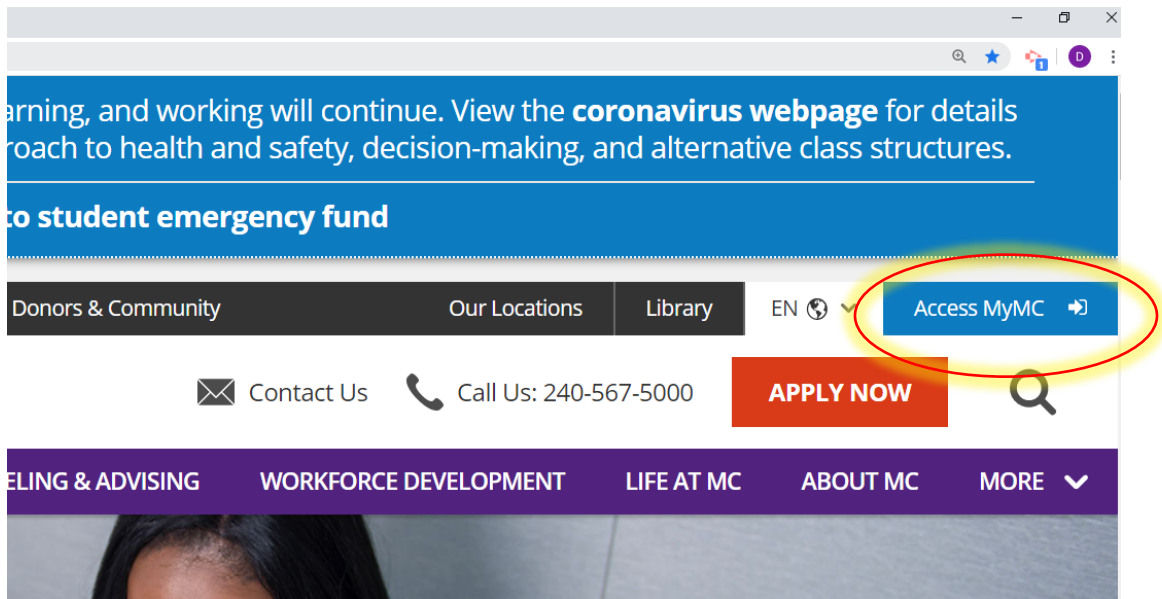 1
D
arning, and working will continue. View the coronavirus webpage for details
roach to health and safety, decision-making, and alternative class structures.
to student emergency fund
Donors & Community Our Locations Library EN Access MyMC
Contact Us Call Us: 240-567-5000 APPLY NOW
ELING & ADVISING WORKFORCE DEVELOPMENT LIFE AT MC ABOUT MC MORE